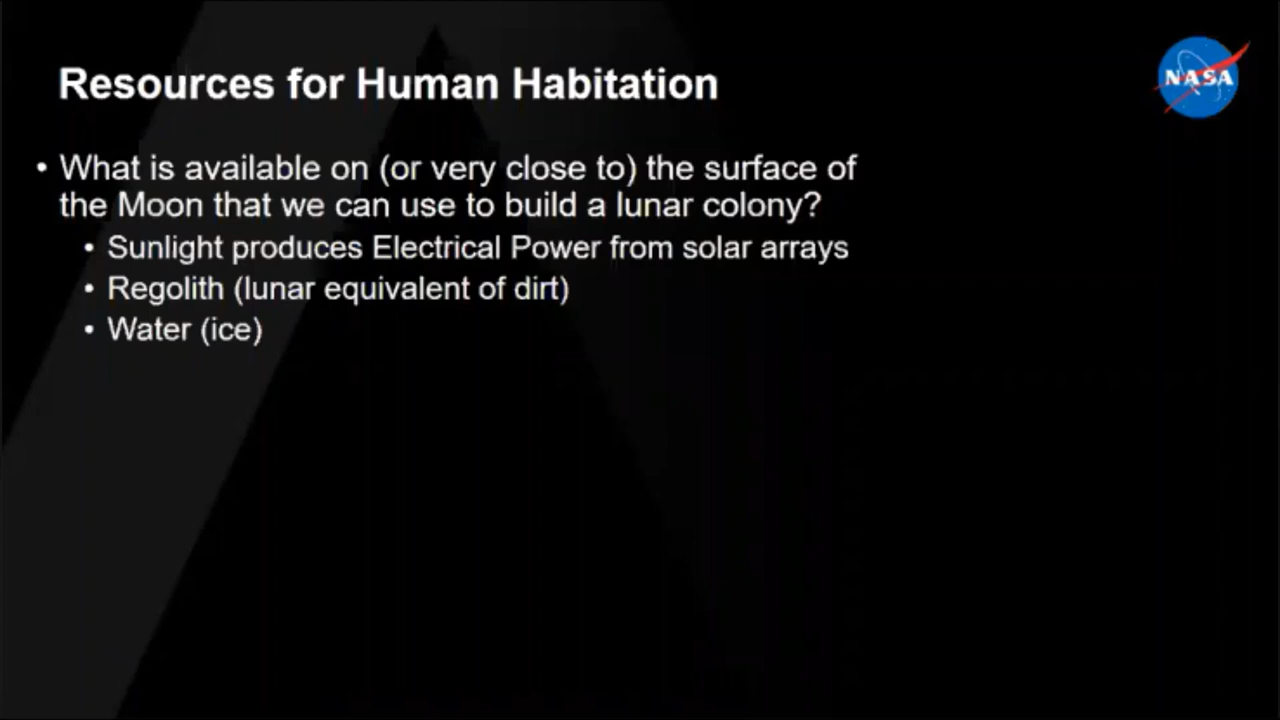 Resources for Human Habitation
NASA
• What is available on (or very close to) the surface of
the Moon that we can use to build a lunar colony?
• Sunlight produces Electrical Power from solar arrays
• Regolith (lunar equivalent of dirt)
• Water (ice)